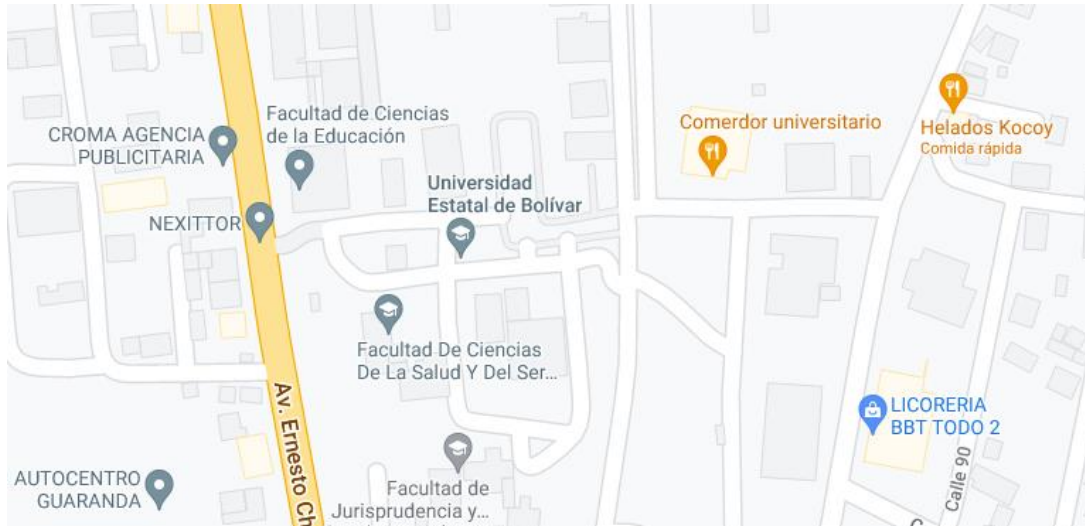 Facultad de Ciencias
de la Educación
CROMA AGENCIA
PUBLICITARIA
NEXITTOR
Universidad
Estatal de Bolívar
Comerdor universitario
Helados Kocoy
Comida rápida
Facultad De Ciencias
De La Salud Y Del Ser...
Av. Ernesto Ch
LICORERIA
BBT TODO 2
Calle 90
AUTOCENTRO
GUARANDA
Facultad de
Jurisprudencia y...
C